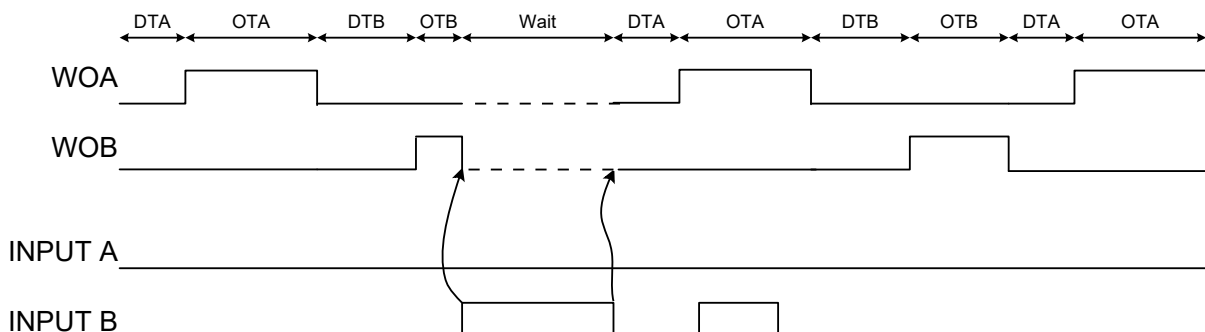 DTA OTA DTB OTB Wait DTA OTA DTB OTB DTA OTA
WOA
WOB
INPUT A
INPUT B